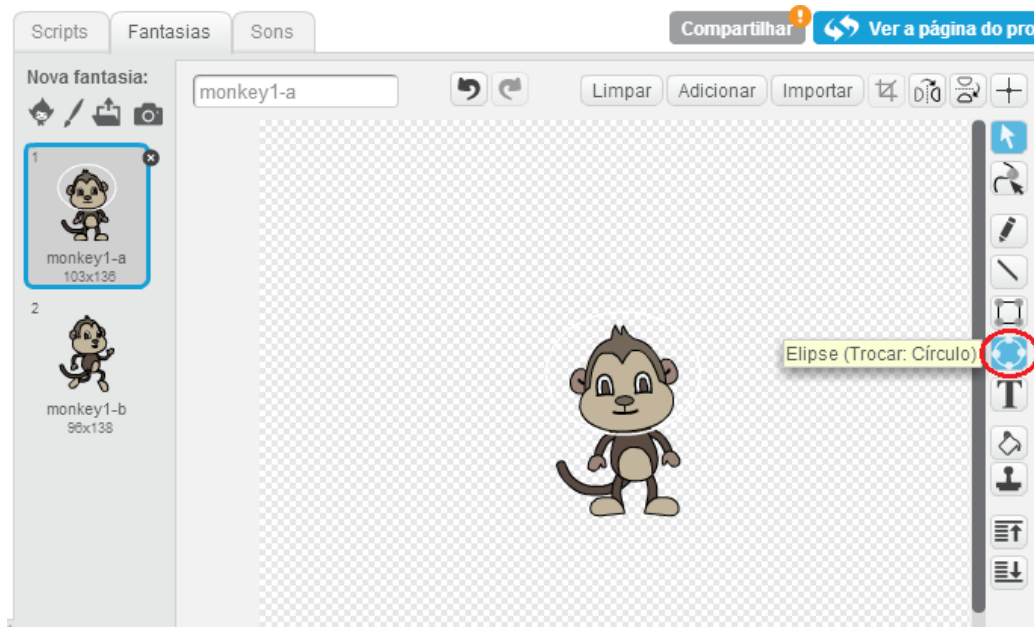 Scripts Fantasias Sons
Compartilhar ! Ver a página do pro
Nova fantasia:
monkey1-a
Limpar Adicionar Importar
1
monkey1-a
103x136
2
monkey1-b
96x138
Elipse (Trocar: Círculo)
T